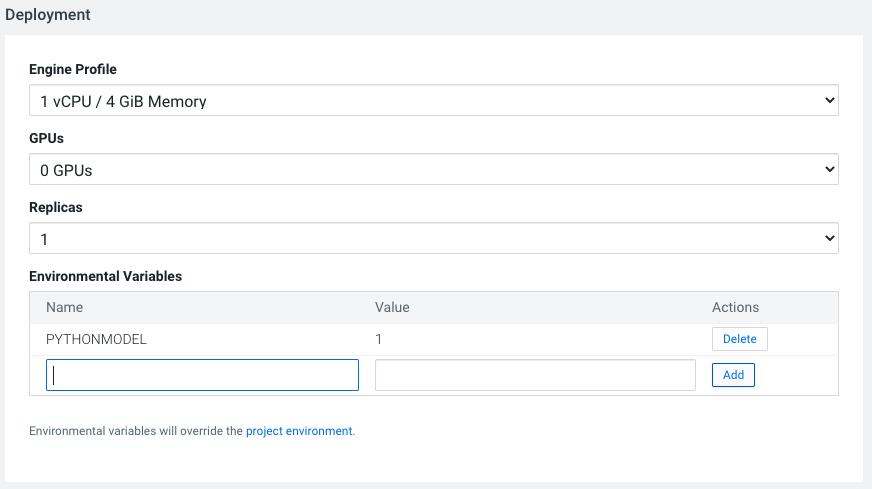 Deployment
Engine Profile
1 vCPU / 4 GiB Memory
GPUs
0 GPUs
Replicas
1
Environmental Variables
Name Value Actions
PYTHONMODEL 1 Delete
Add
Environmental variables will override the project environment.